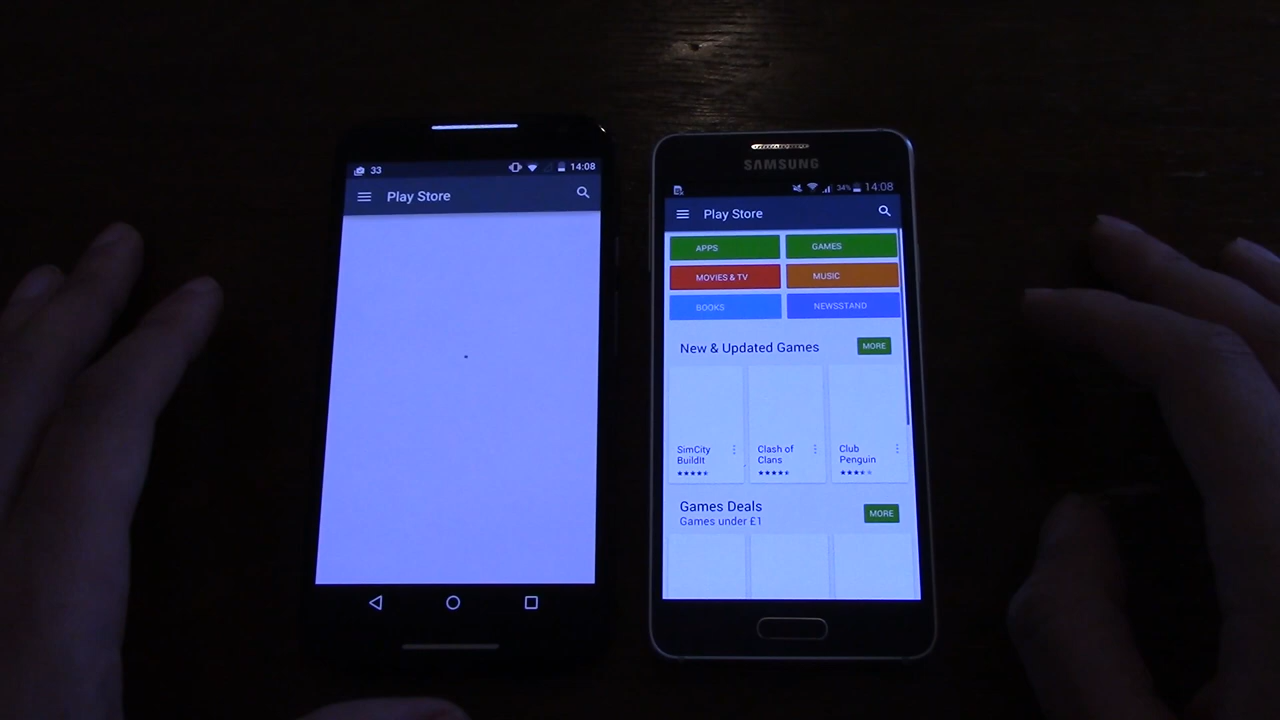 33
14:08
Play Store
SAMSUNG
34%
14:08
Play Store
APPS
GAMES
MOVIES & TV
MUSIC
BOOKS
NEWSSTAND
New & Updated Games
MORE
SimCity
BuildIt
Clash of
Clans
Club
Penguin
Games Deals
Games under £1
MORE